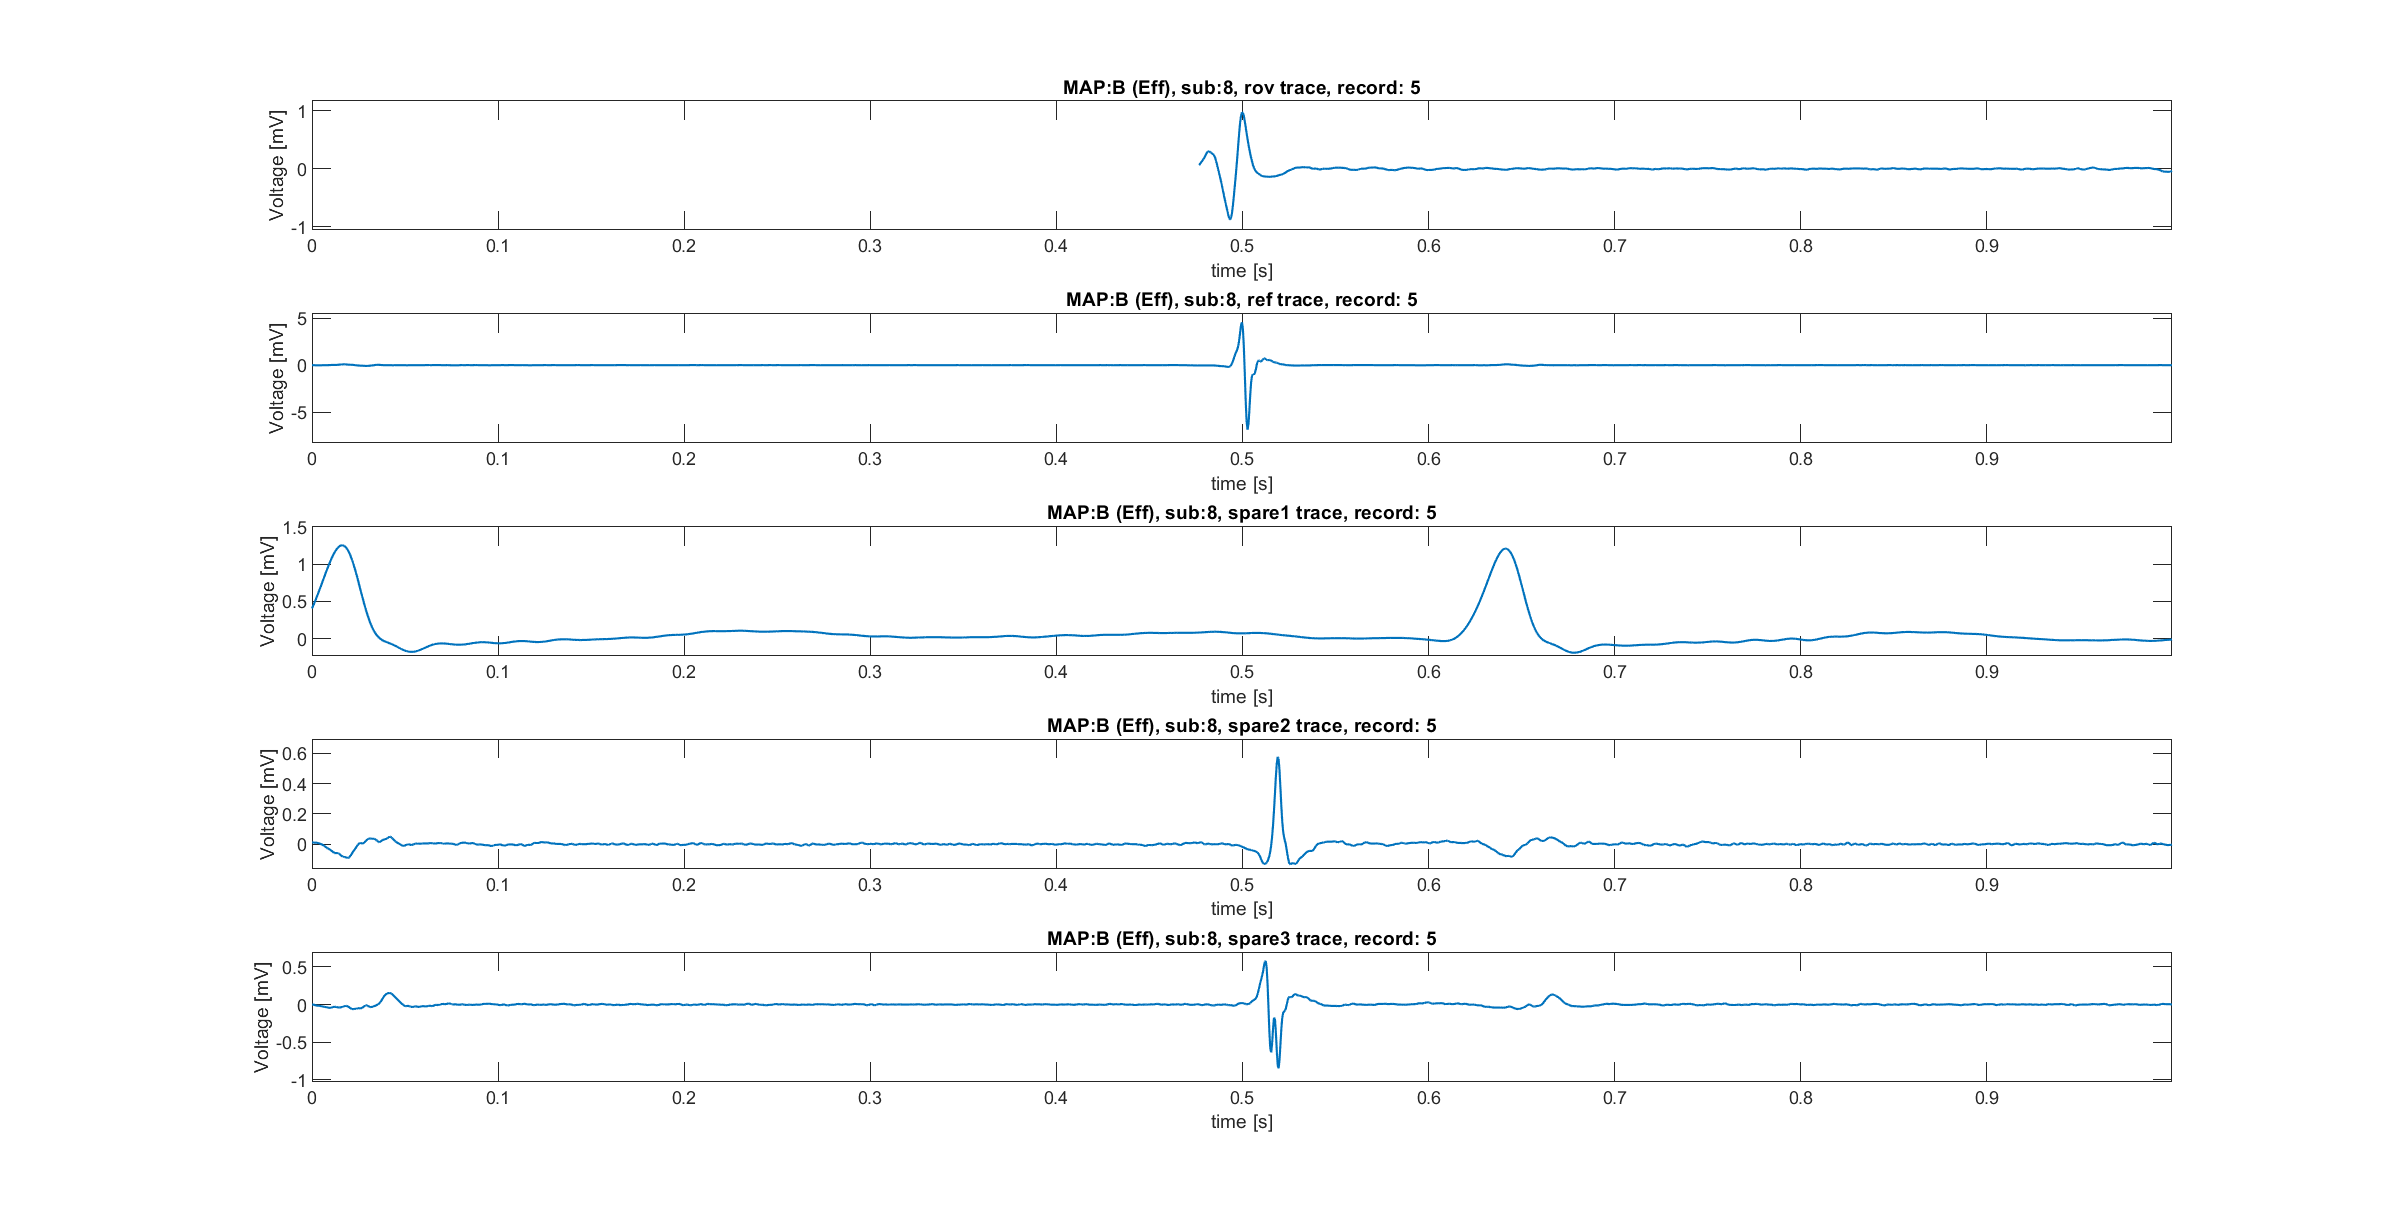 MAP:B (Eff), sub:8, rov trace, record: 5
Voltage [mV]
1
0
-1
0 0.1 0.2 0.3 0.4 0.5 0.6 0.7 0.8 0.9
time [s]
MAP:B (Eff), sub:8, ref trace, record: 5
Voltage [mV]
5
0
-5
0 0.1 0.2 0.3 0.4 0.5 0.6 0.7 0.8 0.9
time [s]
MAP:B (Eff), sub:8, spare1 trace, record: 5
Voltage [mV]
1.5
1
0.5
0
0 0.1 0.2 0.3 0.4 0.5 0.6 0.7 0.8 0.9
time [s]
MAP:B (Eff), sub:8, spare2 trace, record: 5
Voltage [mV]
0.6
0.4
0.2
0
0 0.1 0.2 0.3 0.4 0.5 0.6 0.7 0.8 0.9
time [s]
MAP:B (Eff), sub:8, spare3 trace, record: 5
Voltage [mV]
0.5
0
-0.5
-1
0 0.1 0.2 0.3 0.4 0.5 0.6 0.7 0.8 0.9
time [s]